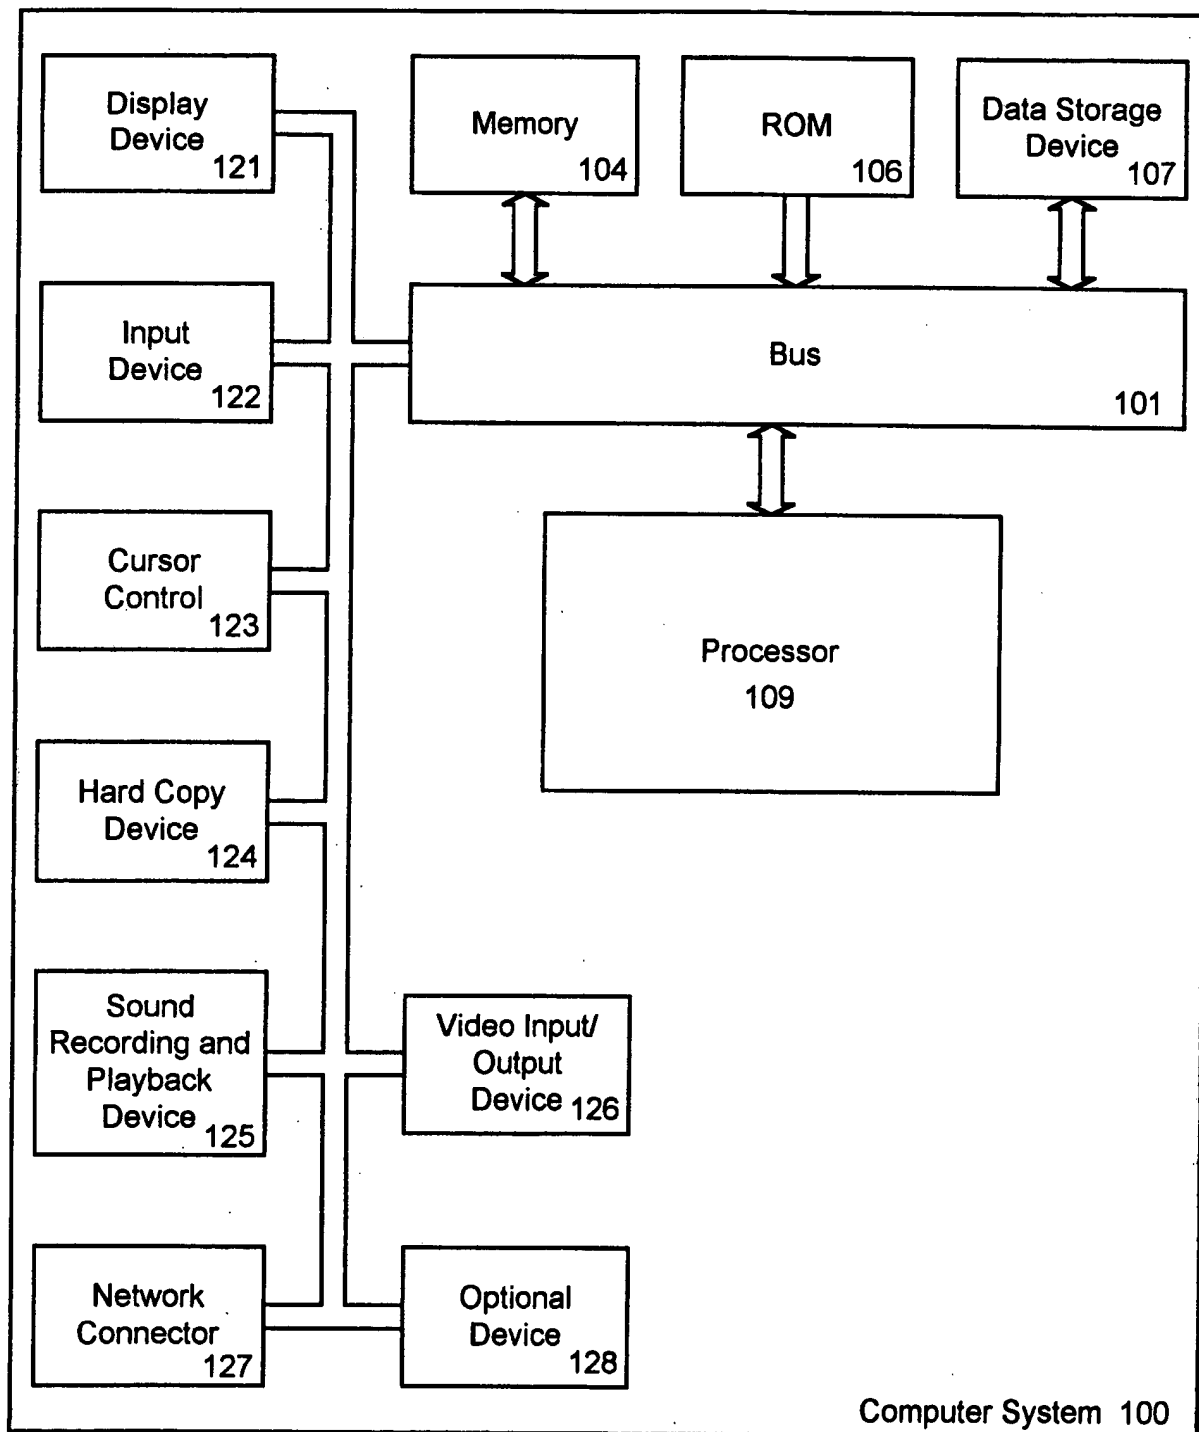 Display
Device
121
Memory
104
ROM
106
Data Storage
Device
107
Input
Device
122
Bus
101
Cursor
Control
123
Processor
109
Hard Copy
Device
124
Sound
Recording and
Playback
Device
125
Video Input/
Output
Device 126
Network
Connector
127
Optional
Device
128
Computer System 100